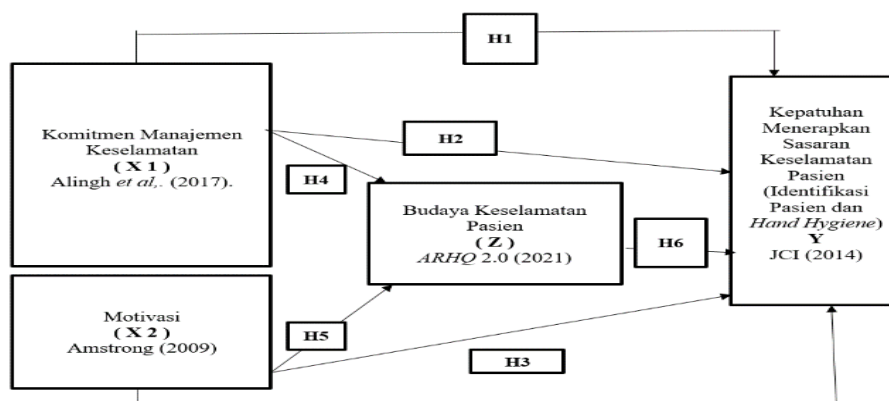 H1
Komitmen Manajemen
Keselamatan
( X 1 )
Alingh et al,. (2017).
H2
H4
Budaya Keselamatan
Pasien
( Z )
ARHQ 2.0 (2021)
H6
Kepatuhan
Menerapkan
Sasaran
Keselamatan
Pasien
(Identifikasi
Pasien dan
Hand Hygiene)
Y
JCI (2014)
Motivasi
( X 2 )
Amstrong (2009)
H5
H3